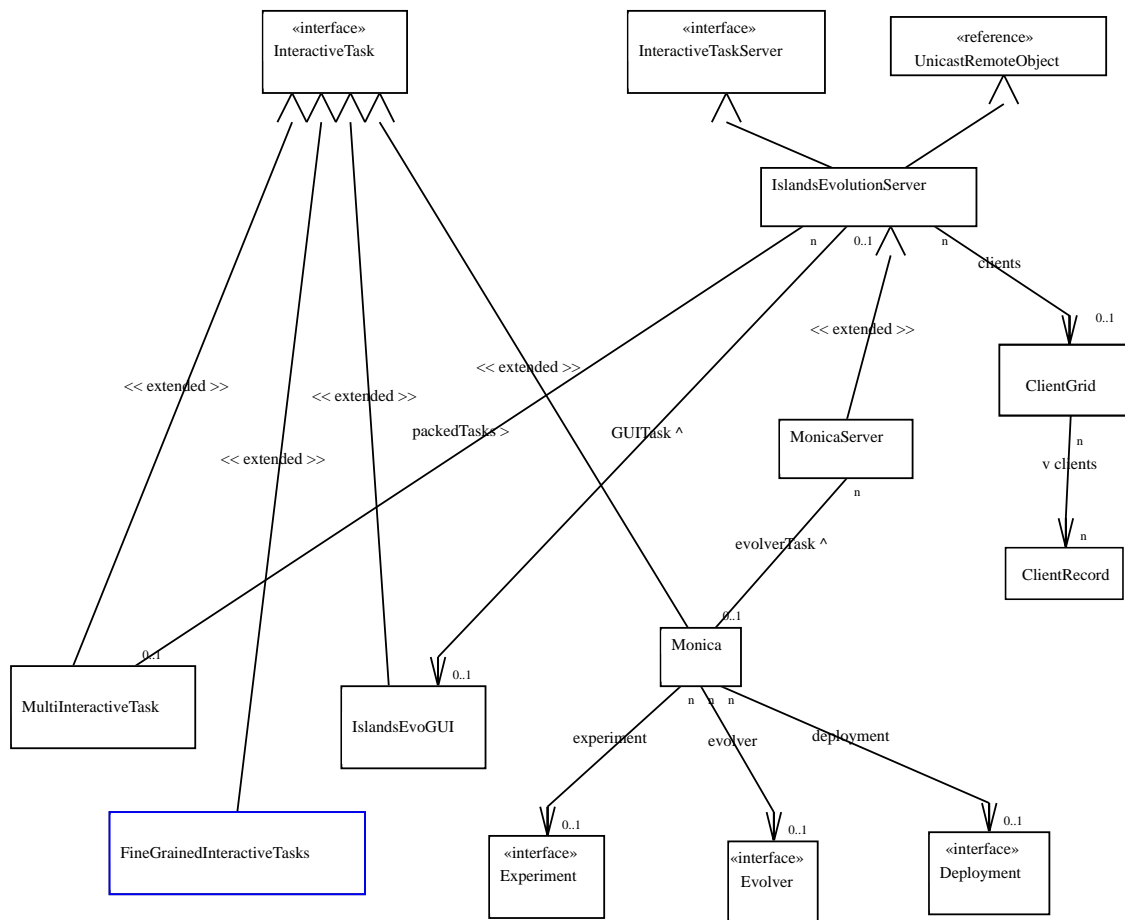 «interface»
InteractiveTask
«interface»
InteractiveTaskServer
«reference»
UnicastRemoteObject
IslandsEvolutionServer
n
0..1
n
clients
0..1
<< extended >>
<< extended >>
ClientGrid
<< extended >>
<< extended >>
packedTasks >
GUITask ^
MonicaServer
n
<< extended >>
v clients
n
evolverTask ^
n
ClientRecord
0..1
Monica
0..1
0..1
MultiInteractiveTask
IslandsEvoGUI
n
n
n
experiment
evolver
deployment
0..1
0..1
0..1
FineGrainedInteractiveTasks
«interface»
Experiment
«interface»
Evolver
«interface»
Deployment